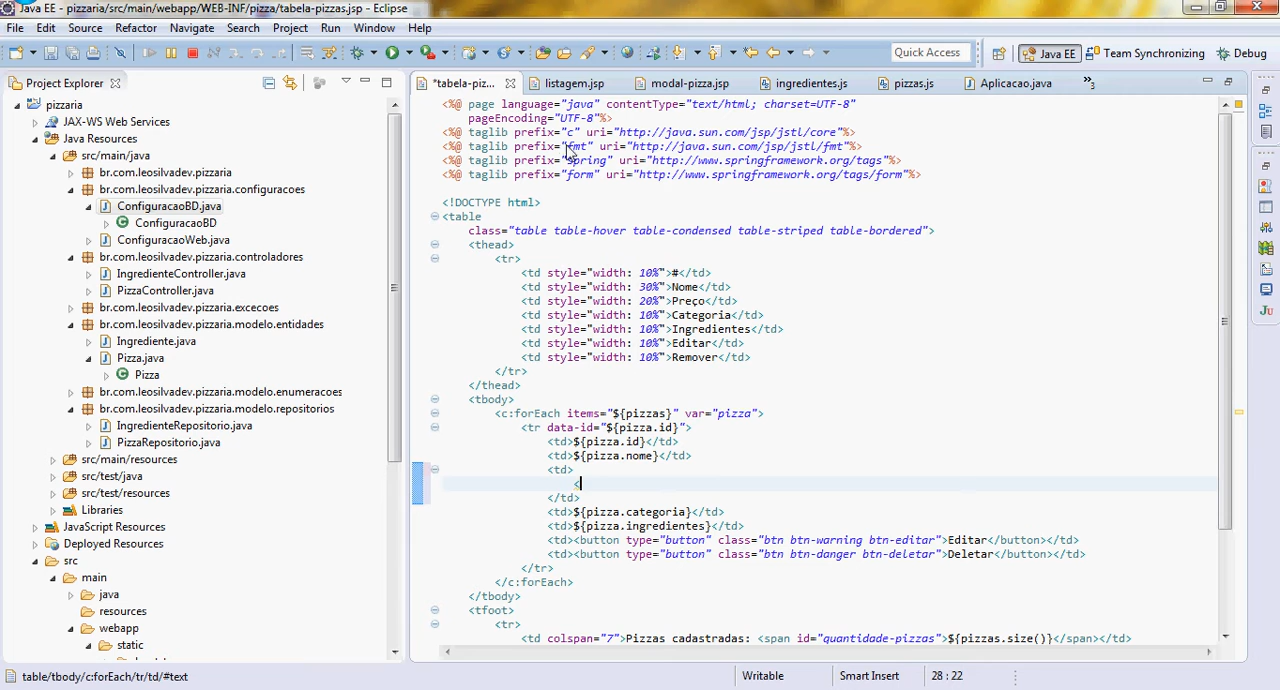 Java EE - pizzaria/src/main/webapp/WEB-INF/pizza/tabela-pizzas.jsp - Eclipse
File Edit Source Refactor Navigate Search Project Run Window Help
Quick Access Java EE Team Synchronizing Debug
Project Explorer
*tabela-piz... listagem.jsp modal-pizza.jsp ingredientes.js pizzas.js Aplicacao.java »3
pizzaria
JAX-WS Web Services
Java Resources
src/main/java
br.com.leosilvadev.pizzaria
br.com.leosilvadev.pizzaria.configuracoes
ConfiguracaoBD.java
ConfiguracaoBD
ConfiguracaoWeb.java
br.com.leosilvadev.pizzaria.controladores
IngredienteController.java
PizzaController.java
br.com.leosilvadev.pizzaria.excecoes
br.com.leosilvadev.pizzaria.modelo.entidades
Ingrediente.java
Pizza.java
Pizza
br.com.leosilvadev.pizzaria.modelo.enumeracoes
br.com.leosilvadev.pizzaria.modelo.repositorios
IngredienteRepositorio.java
PizzaRepositorio.java
src/main/resources
src/test/java
src/test/resources
Libraries
JavaScript Resources
Deployed Resources
src
main
java
resources
webapp
static
<%@ page language="java" contentType="text/html; charset=UTF-8"
pageEncoding="UTF-8"%>
<%@ taglib prefix="c" uri="http://java.sun.com/jsp/jstl/core"%>
<%@ taglib prefix="fmt" uri="http://java.sun.com/jsp/jstl/fmt"%>
<%@ taglib prefix="spring" uri="http://www.springframework.org/tags"%>
<%@ taglib prefix="form" uri="http://www.springframework.org/tags/form"%>
<!DOCTYPE html>
<table
class="table table-hover table-condensed table-striped table-bordered">
<thead>
<tr>
<td style="width: 10%">#</td>
<td style="width: 30%">Nome</td>
<td style="width: 20%">Preço</td>
<td style="width: 10%">Categoria</td>
<td style="width: 10%">Ingredientes</td>
<td style="width: 10%">Editar</td>
<td style="width: 10%">Remover</td>
</tr>
</thead>
<tbody>
<c:forEach items="${pizzas}" var="pizza">
<tr data-id="${pizza.id}">
<td>${pizza.id}</td>
<td>${pizza.nome}</td>
<td>
<
</td>
<td>${pizza.categoria}</td>
<td>${pizza.ingredientes}</td>
<td><button type="button" class="btn btn-warning btn-editar">Editar</button></td>
<td><button type="button" class="btn btn-danger btn-deletar">Deletar</button></td>
</tr>
</c:forEach>
</tbody>
<tfoot>
<tr>
<td colspan="7">Pizzas cadastradas: <span id="quantidade-pizzas">${pizzas.size()}</span></td>
table/tbody/c:forEach/tr/td/#text Writable Smart Insert 28 : 22